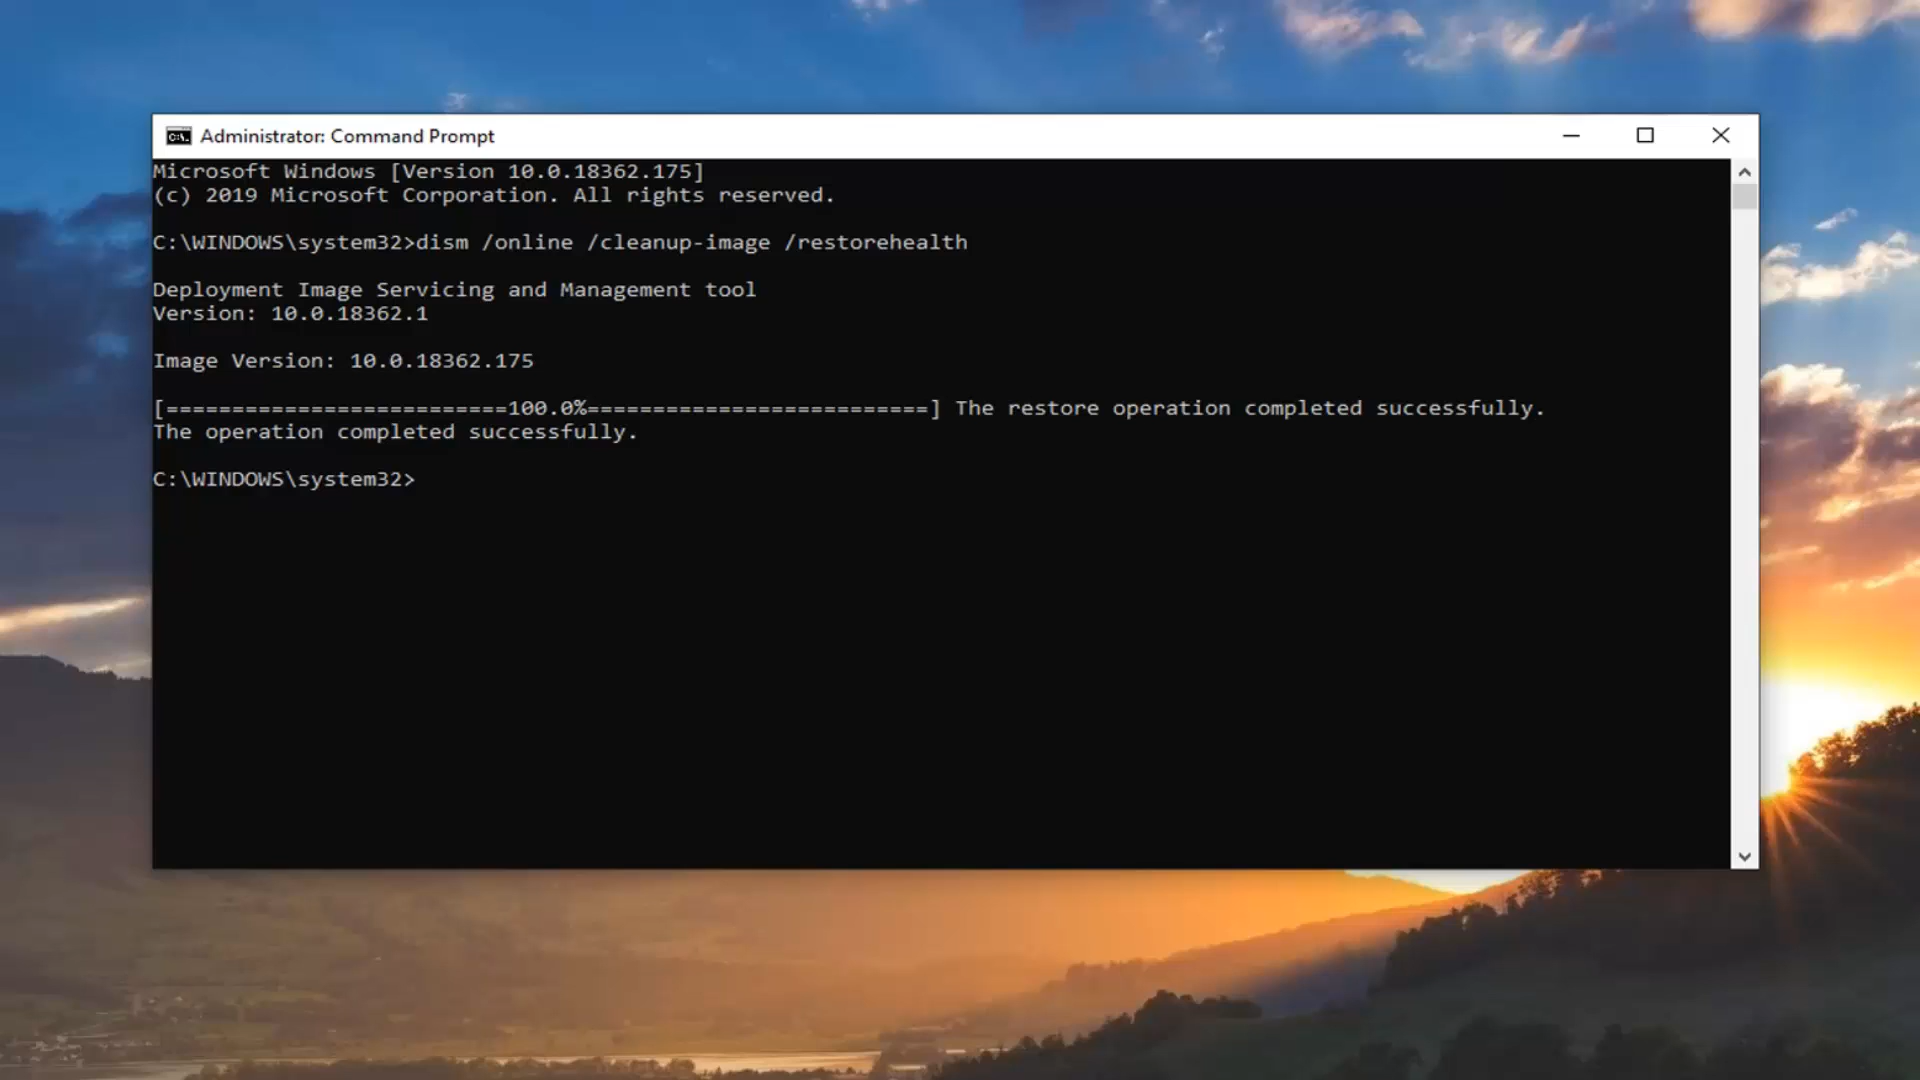 Administrator: Command Prompt
Microsoft Windows [Version 10.0.18362.175]
(c) 2019 Microsoft Corporation. All rights reserved.
C:\WINDOWS\system32>dism /online /cleanup-image /restorehealth
Deployment Image Servicing and Management tool
Version: 10.0.18362.1
Image Version: 10.0.18362.175
[==========================100.0%==========================] The restore operation completed successfully.
The operation completed successfully.
C:\WINDOWS\system32>